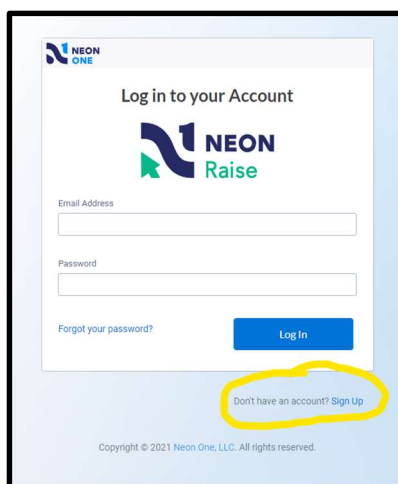 NEON
ONE
Log in to your Account
NEON
Raise
Email Address
Password
Forgot your password?
Log In
Don't have an account? Sign Up
Copyright © 2021 Neon One, LLC. All rights reserved.